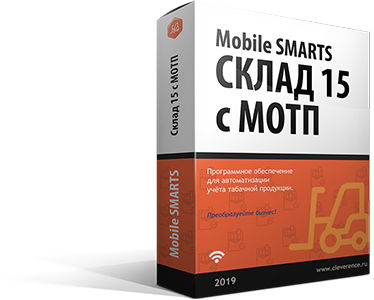 Mobile SMARTS
СКЛАД 15
с МОТП
Программное обеспечение
для автоматизации
учёта табачной продукции.
Преобразуйте бизнес!
www.cleverence.ru
2019
Mobile SMARTS
Склад 15 с МОТП